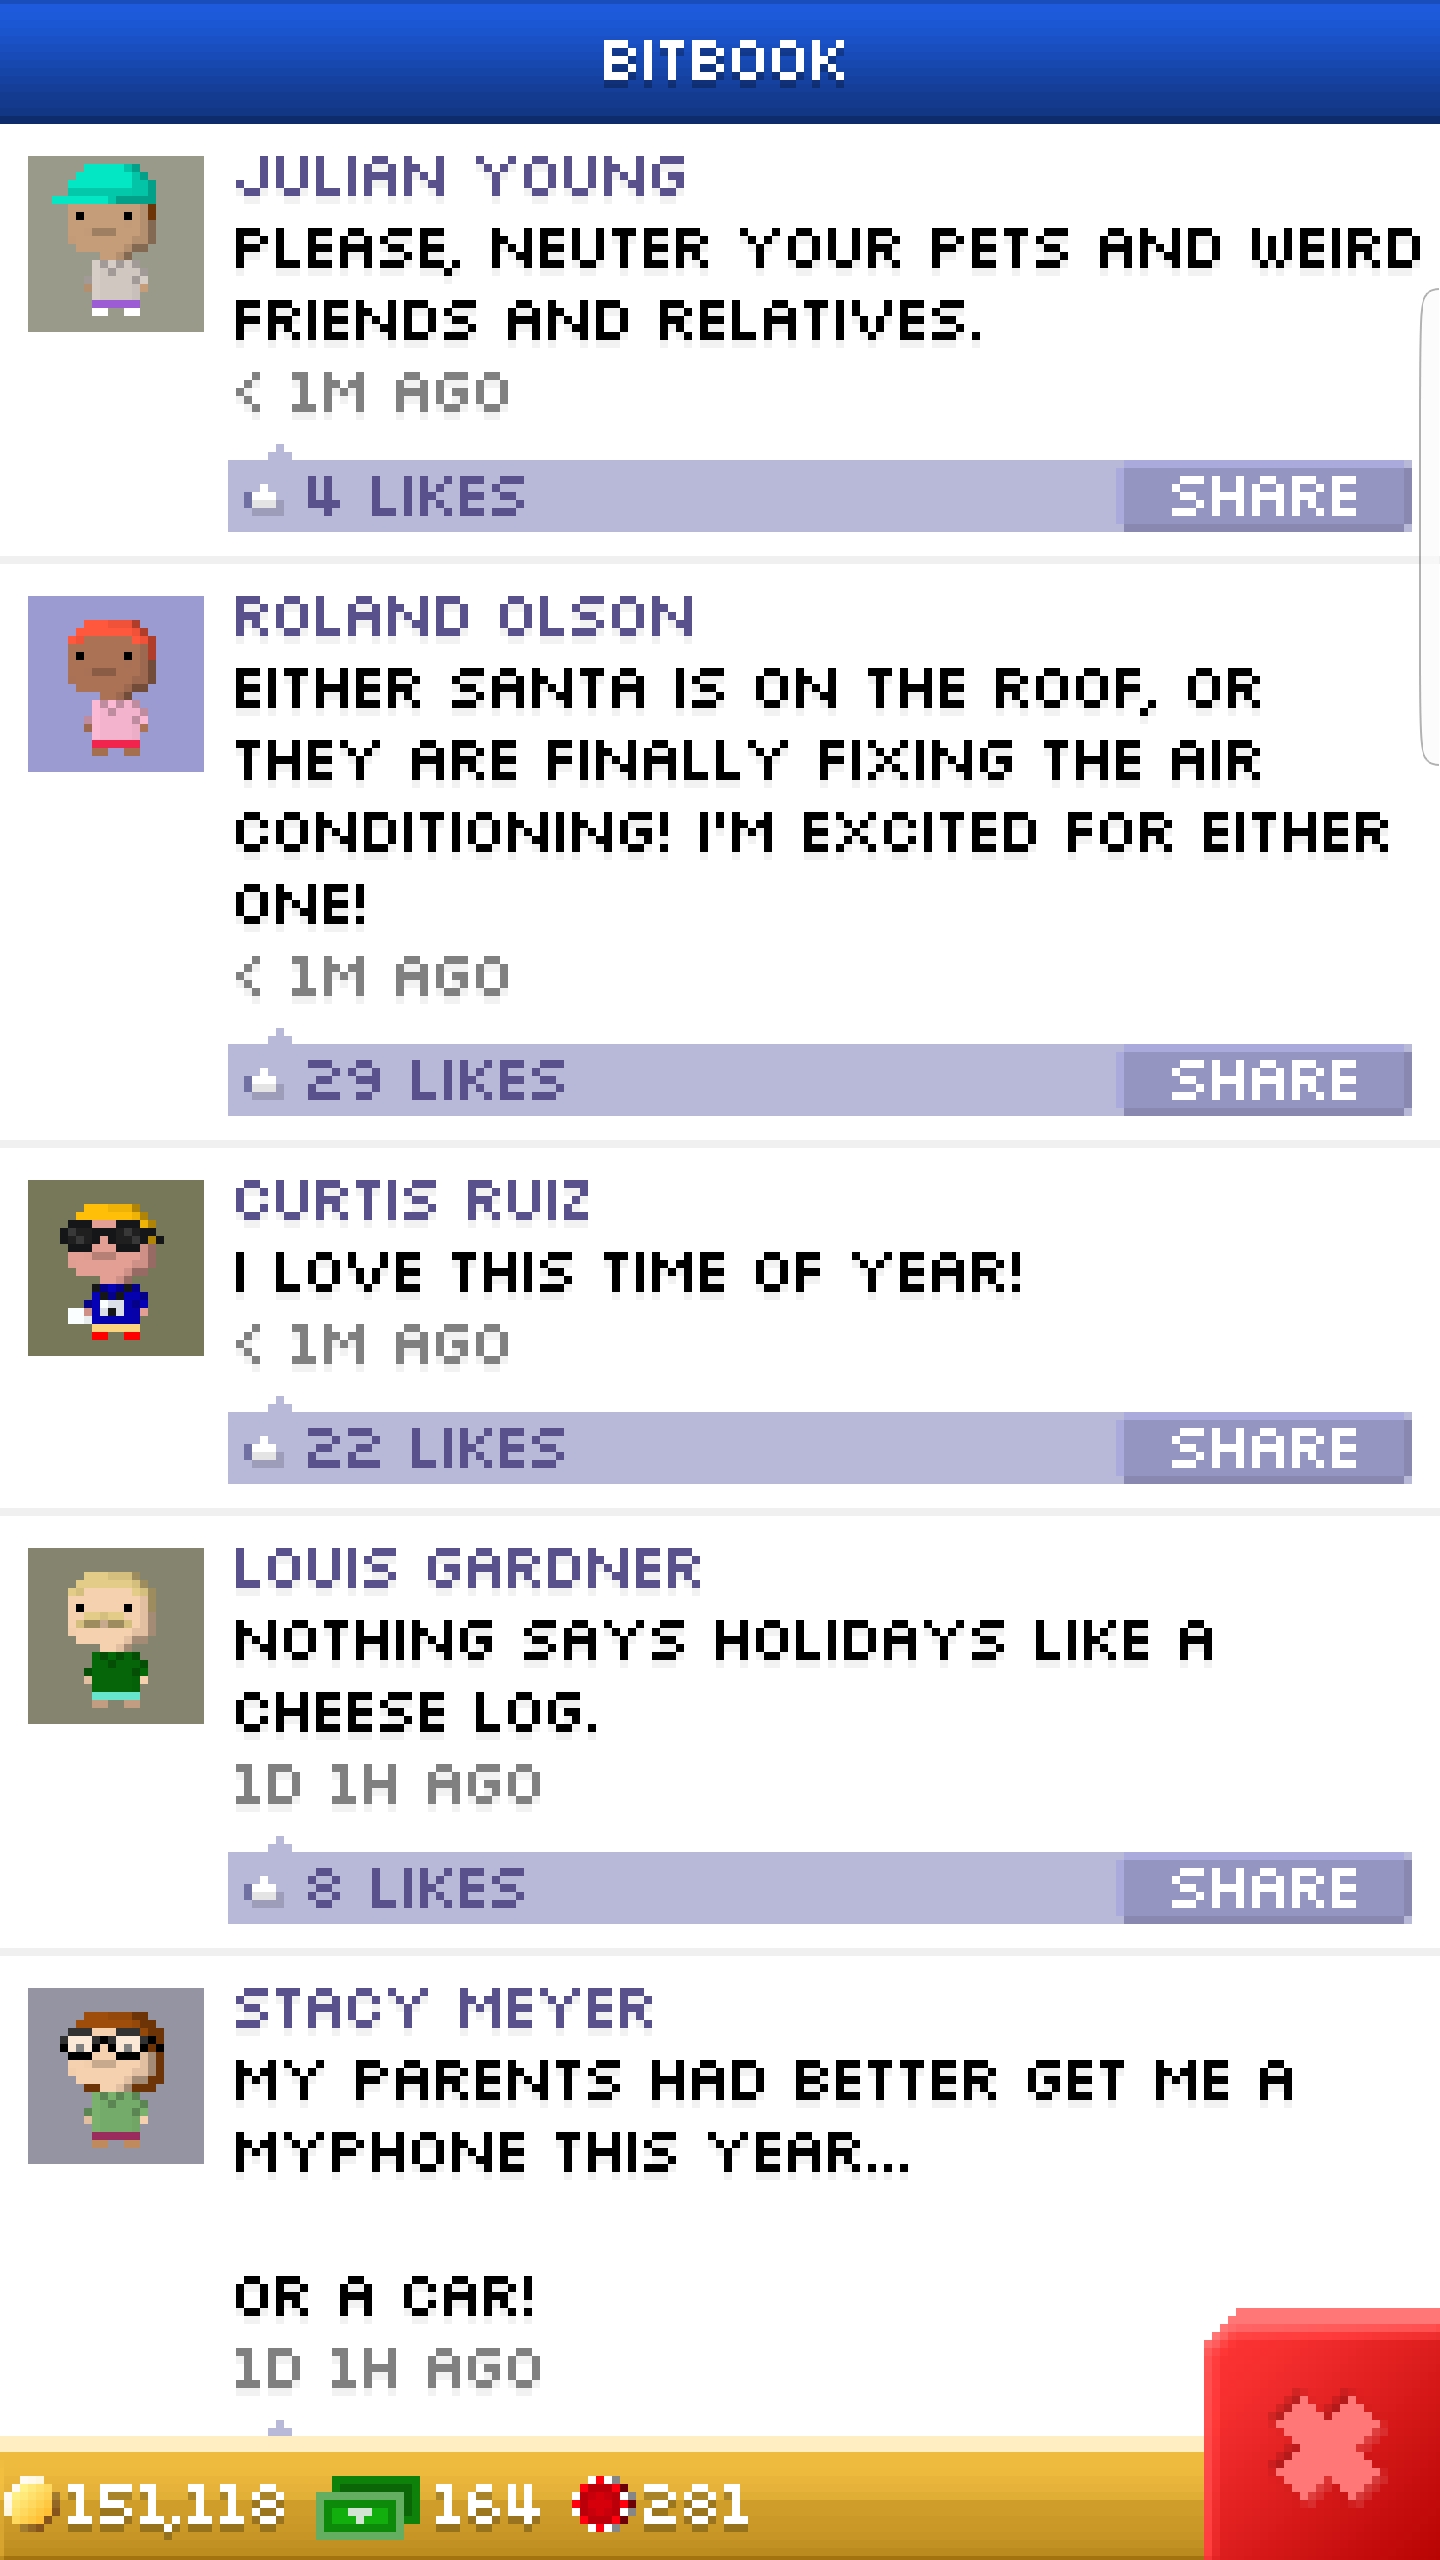 BITBOOK
JULIAN YOUNG
PLEASE, NEUTER YOUR PETS AND WEIRD
FRIENDS AND RELATIVES.
< 1M AGO
4 LIKES SHARE
ROLAND OLSON
EITHER SANTA IS ON THE ROOF, OR
THEY ARE FINALLY FIXING THE AIR
CONDITIONING! I'M EXCITED FOR EITHER
ONE!
< 1M AGO
29 LIKES SHARE
CURTIS RUIZ
I LOVE THIS TIME OF YEAR!
< 1M AGO
22 LIKES SHARE
LOUIS GARDNER
NOTHING SAYS HOLIDAYS LIKE A
CHEESE LOG.
1D 1H AGO
8 LIKES SHARE
STACY MEYER
MY PARENTS HAD BETTER GET ME A
MYPHONE THIS YEAR...
OR A CAR!
1D 1H AGO
151,118 164 281